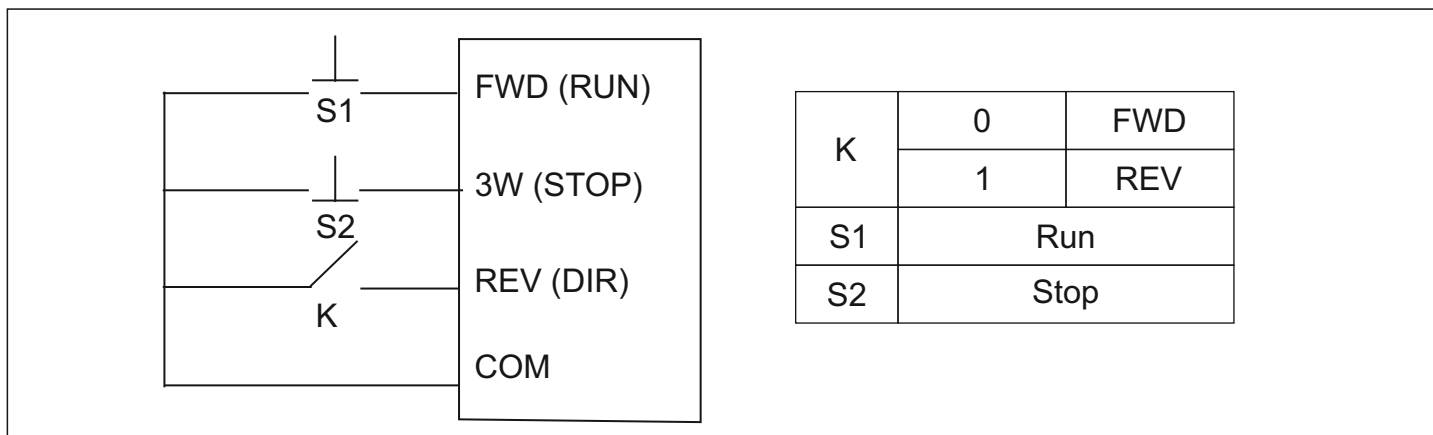 FWD (RUN)
S1
3W (STOP)
S2
REV (DIR)
K
COM
K 0 FWD
1 REV
S1 Run
S2 Stop